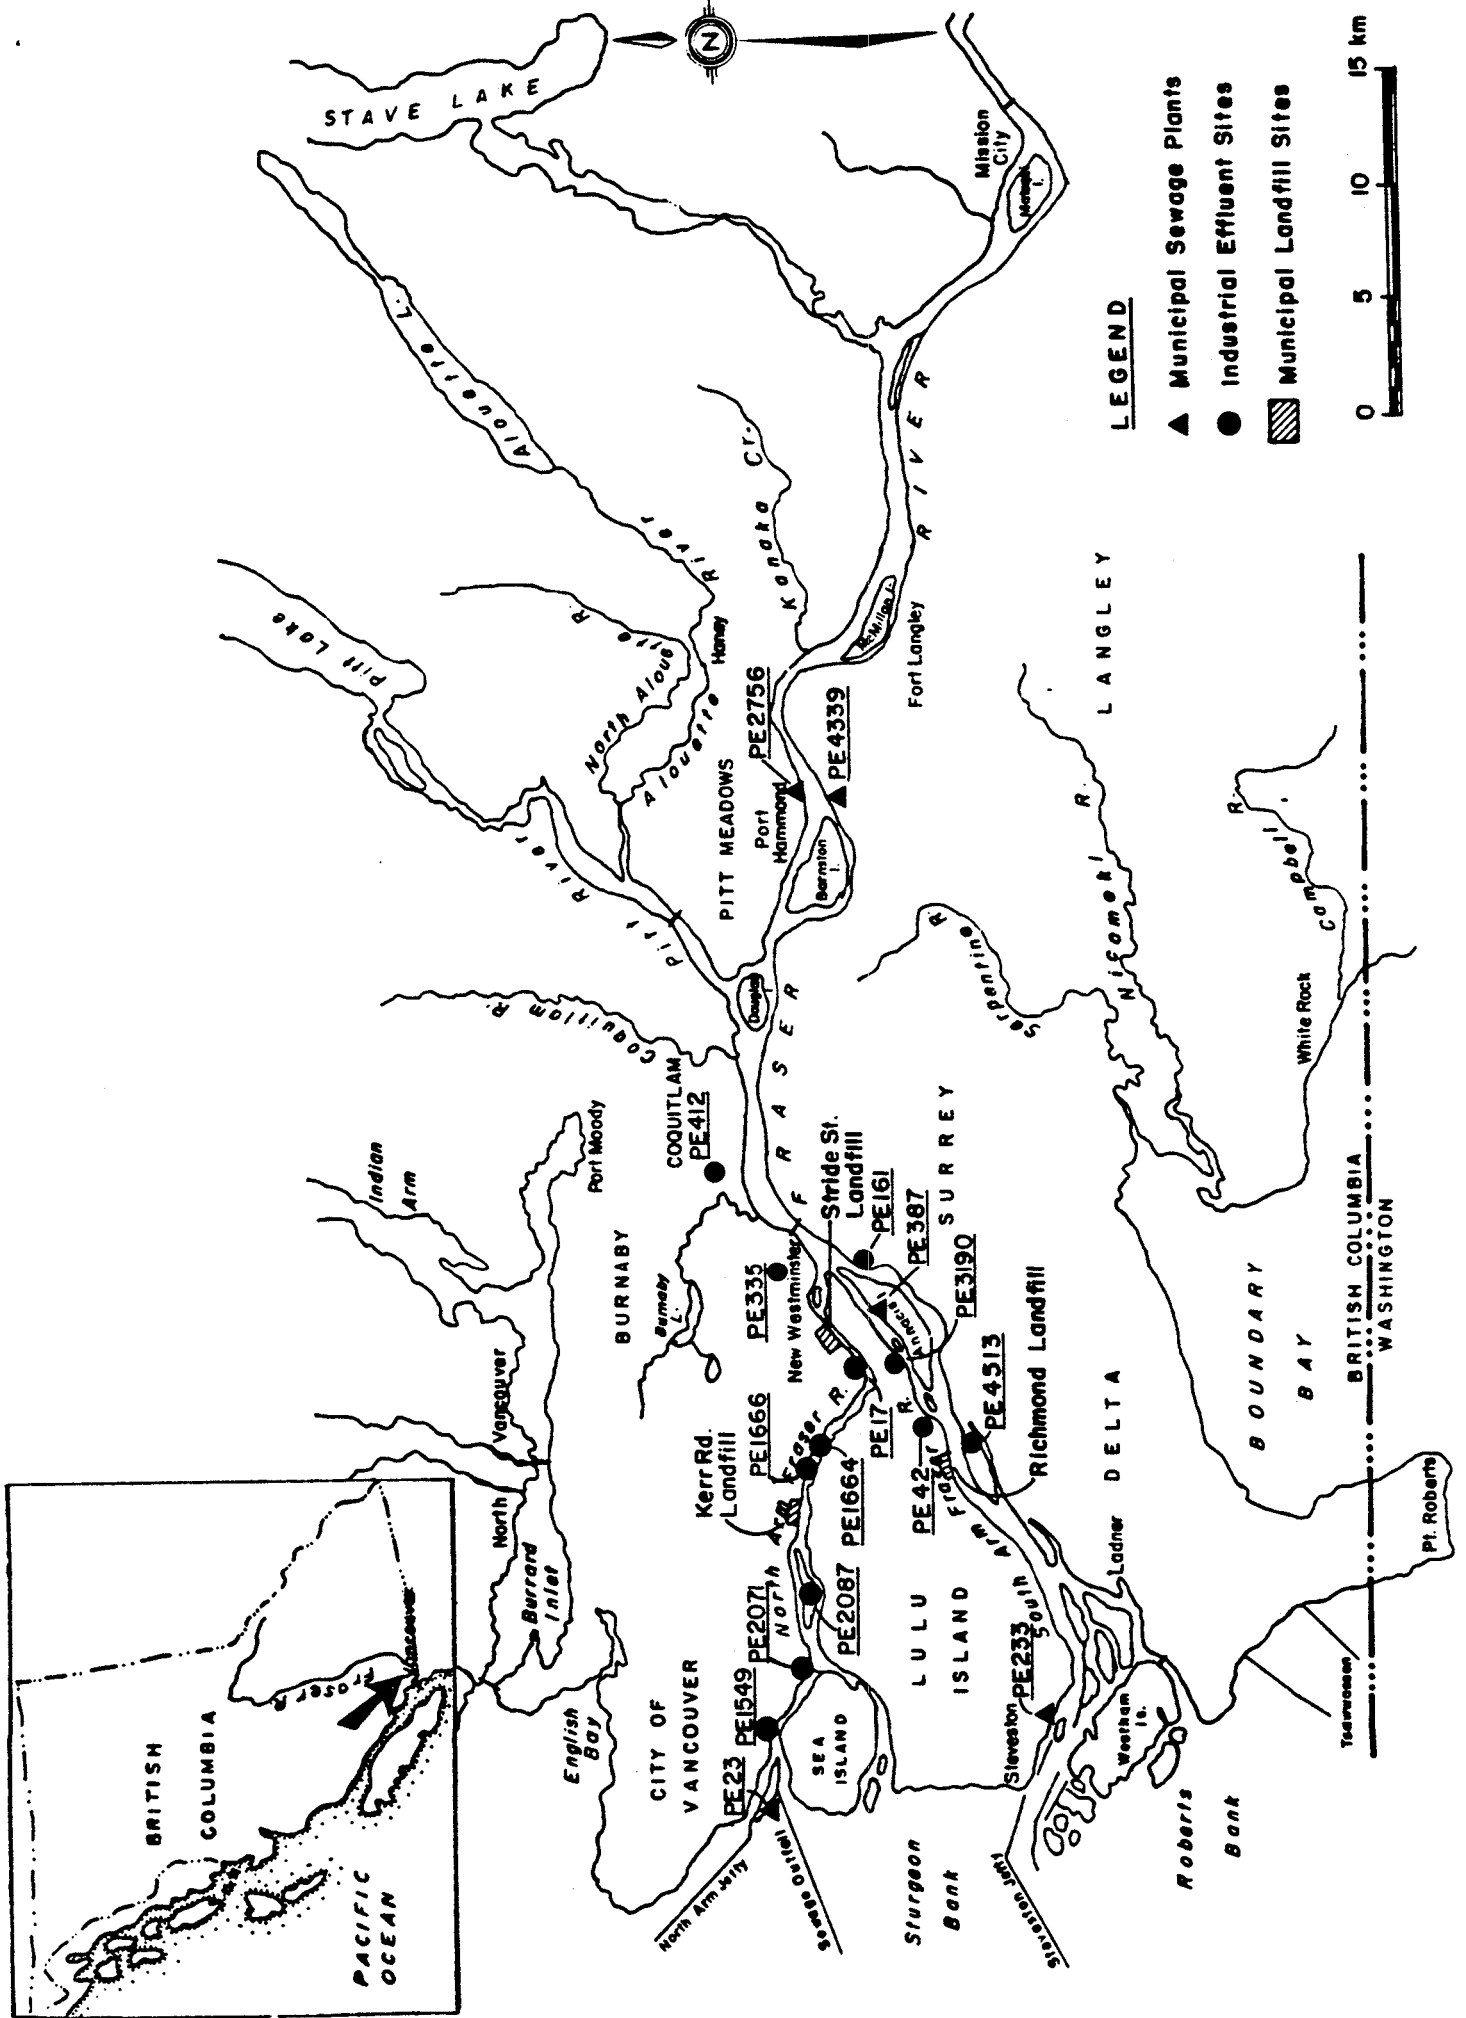 BRITISH
COLUMBIA
PACIFIC
OCEAN
Fraser R.
Vancouver
N
STAVE LAKE
Alouette L.
Pitt Lake
Indian
Arm
Port Moody
North Vancouver
Burrard
Inlet
English
Bay
CITY OF
VANCOUVER
BURNABY
Burnaby
L.
COQUITLAM
PE412
Coquitlam R.
Pitt River
North Alouette R.
Alouette River
Haney
PITT MEADOWS
Port
Hammond
PE2756
PE4339
Kanaka Cr.
Mission
City
Matsqui
I.
McMillan I.
Fort Langley
Barnston
I.
Douglas
I.
FRASER RIVER
PE335
New Westminster
Stride St.
Landfill
PE161
PE387
PE3190
SURREY
Annacis I.
PE4513
Richmond Landfill
PE17
PE42
PE1666
Kerr Rd.
Landfill
PE1664
North Arm Fraser R.
PE2071
PE2087
PE1549
PE23
SEA
ISLAND
LULU
ISLAND
South Arm Fraser R.
PE233
Steveston
North Arm Jetty
Sewage Outfall
Sturgeon
Bank
Steveston Jetty
Westham
Is.
Roberts
Bank
Ladner
DELTA
Tsawwassen
Pt. Roberts
BOUNDARY
BAY
White Rock
Serpentine R.
Nicomekl R.
Campbell R.
LANGLEY
BRITISH COLUMBIA
WASHINGTON
LEGEND
Municipal Sewage Plants
Industrial Effluent Sites
Municipal Landfill Sites
0 5 10 15 km